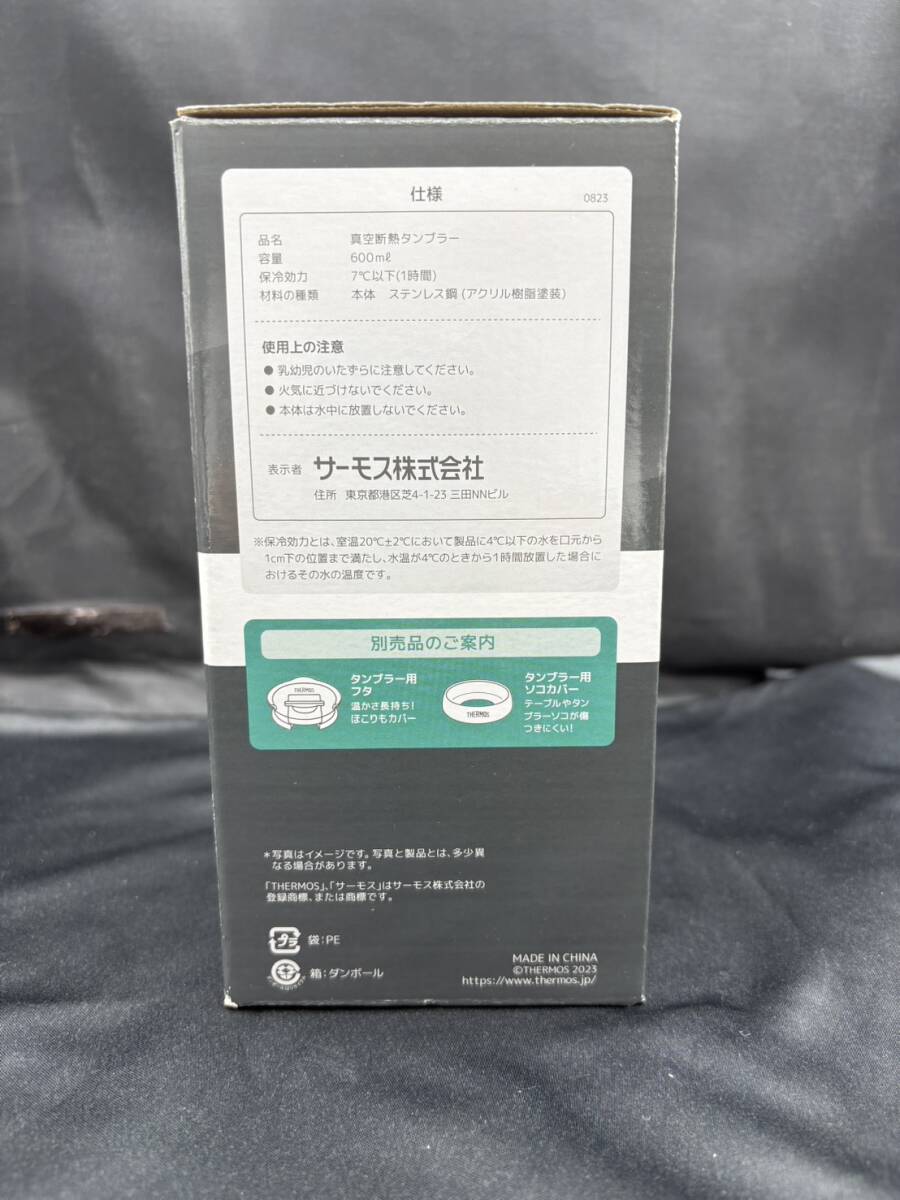 仕様 0823
品名 真空断熱タンブラー
容量 600mℓ
保冷効力 7℃以下(1時間)
材料の種類 本体 ステンレス鋼 (アクリル樹脂塗装)
使用上の注意
● 乳幼児のいたずらに注意してください。
● 火気に近づけないでください。
● 本体は水中に放置しないでください。
表示者 サーモス株式会社
住所 東京都港区芝4-1-23 三田NNビル
※保冷効力とは、室温20℃±2℃において製品に4℃以下の水を口元から
1cm下の位置まで満たし、水温が4℃のときから1時間放置した場合に
おけるその水の温度です。
別売品のご案内
タンブラー用
フタ
温かさ長持ち!
ほこりもカバー
THERMOS
タンブラー用
ソコカバー
テーブルやタン
ブラーソコが傷
つきにくい!
THERMOS
*写真はイメージです。写真と製品とは、多少異
なる場合があります。
「THERMOS」、「サーモス」はサーモス株式会社の
登録商標、または商標です。
プラ 袋:PE
箱:ダンボール
MADE IN CHINA
©THERMOS 2023
https://www.thermos.jp/